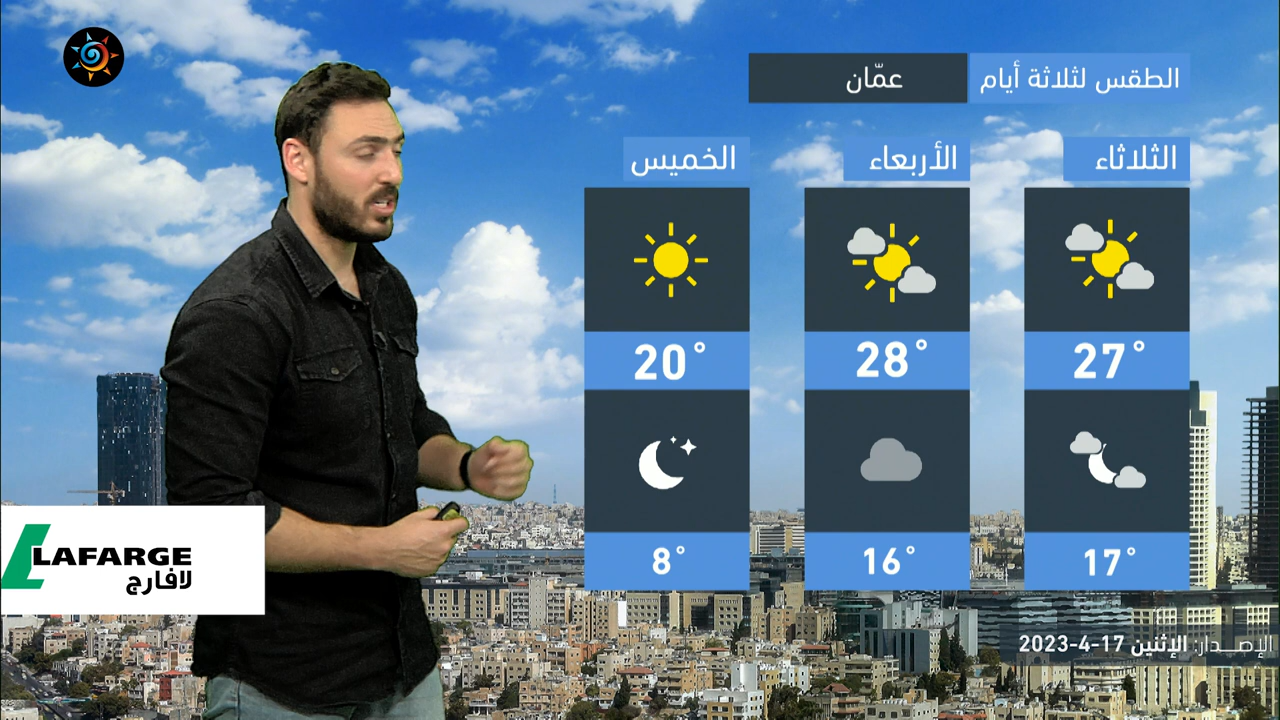 الطقس لثلاثة أيام
عمّان
الثلاثاء
الأربعاء
الخميس
27°
28°
20°
17°
16°
8°
LAFARGE
لافارج
الإصــدار: الإثنين 17-4-2023